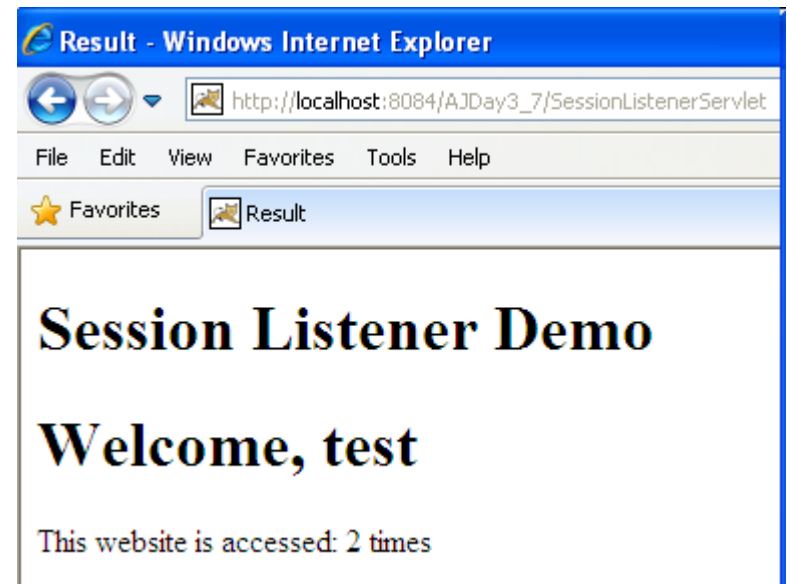 Result - Windows Internet Explorer
http://localhost:8084/AJDay3_7/SessionListenerServlet
File Edit View Favorites Tools Help
Favorites Result
Session Listener Demo
Welcome, test
This website is accessed: 2 times